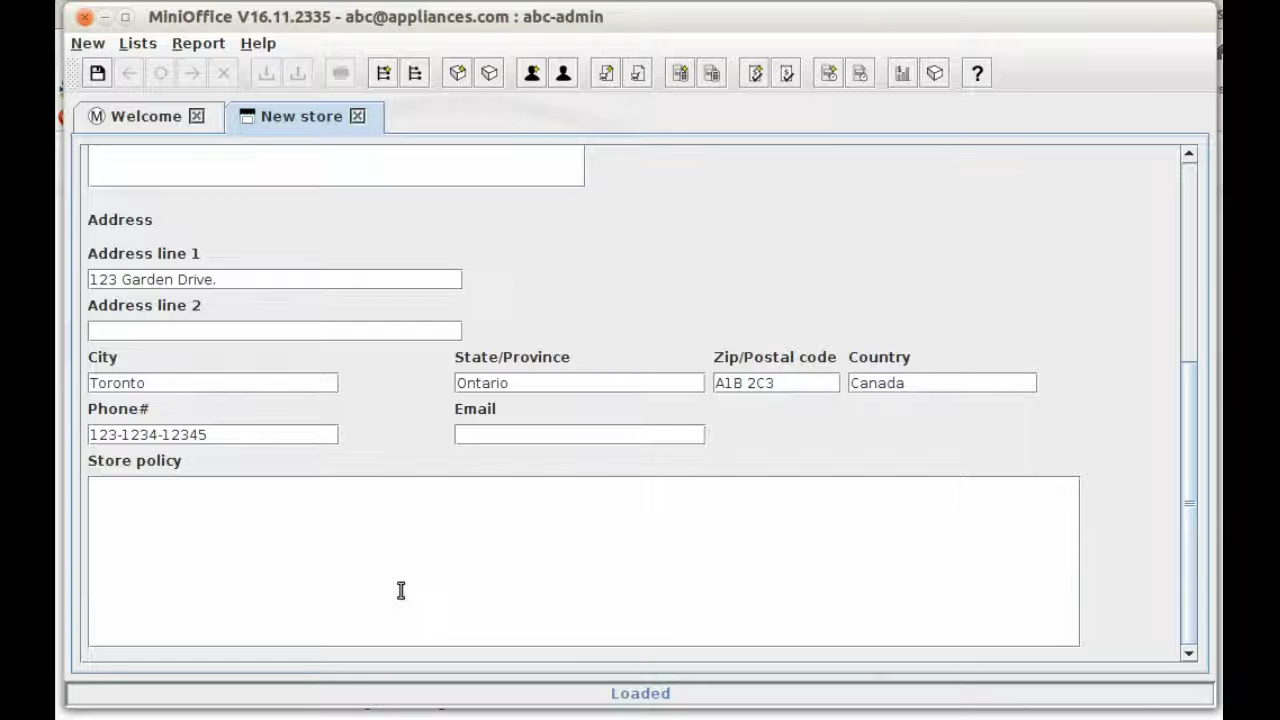 MiniOffice V16.11.2335 - abc@appliances.com : abc-admin
New Lists Report Help
?
Welcome New store
Address
Address line 1
123 Garden Drive.
Address line 2
City State/Province Zip/Postal code Country
Toronto Ontario A1B 2C3 Canada
Phone# Email
123-1234-12345
Store policy
Loaded